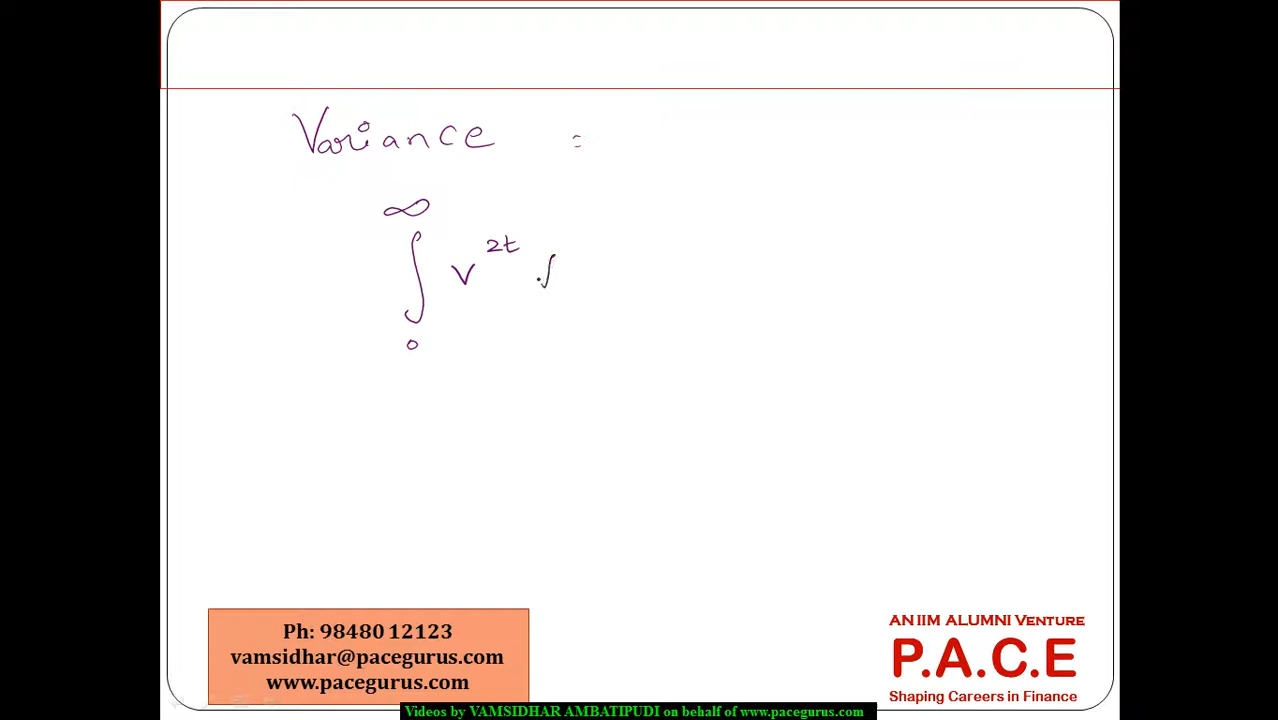 Variance =
∞
∫ v^2t . ∫
0
Ph: 98480 12123
vamsidhar@pacegurus.com
www.pacegurus.com
AN IIM ALUMNI VENTURE
P.A.C.E
Shaping Careers in Finance
Videos by VAMSIDHAR AMBATIPUDI on behalf of www.pacegurus.com